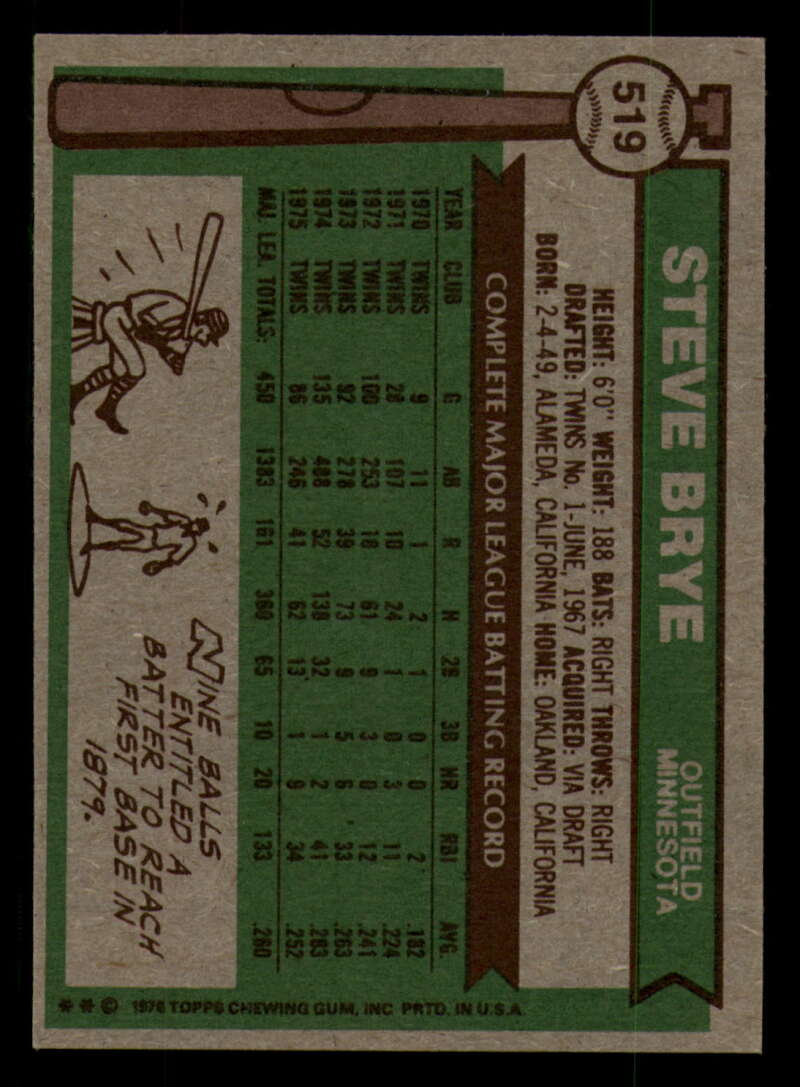 519
STEVE BRYE
OUTFIELD
MINNESOTA
HEIGHT: 6'0" WEIGHT: 188 BATS: RIGHT THROWS: RIGHT
DRAFTED: TWINS No. 1-JUNE, 1967 ACQUIRED: VIA DRAFT
BORN: 2-4-49, ALAMEDA, CALIFORNIA HOME: OAKLAND, CALIFORNIA
COMPLETE MAJOR LEAGUE BATTING RECORD
YEAR CLUB G AB R H 2B 3B HR RBI AVG.
1970 TWINS 9 11 1 2 1 0 0 2 .182
1971 TWINS 28 107 10 24 1 0 3 11 .224
1972 TWINS 100 253 18 61 9 3 0 12 .241
1973 TWINS 92 278 39 73 9 5 6 33 .263
1974 TWINS 135 488 52 138 32 1 2 41 .283
1975 TWINS 86 246 41 62 13 1 9 34 .252
MAJ. LEA. TOTALS: 450 1383 161 360 65 10 20 133 .260
NINE BALLS
ENTITLED A
BATTER TO REACH
FIRST BASE IN
1879.
** © 1976 TOPPS CHEWING GUM, INC PRTD. IN U.S.A.